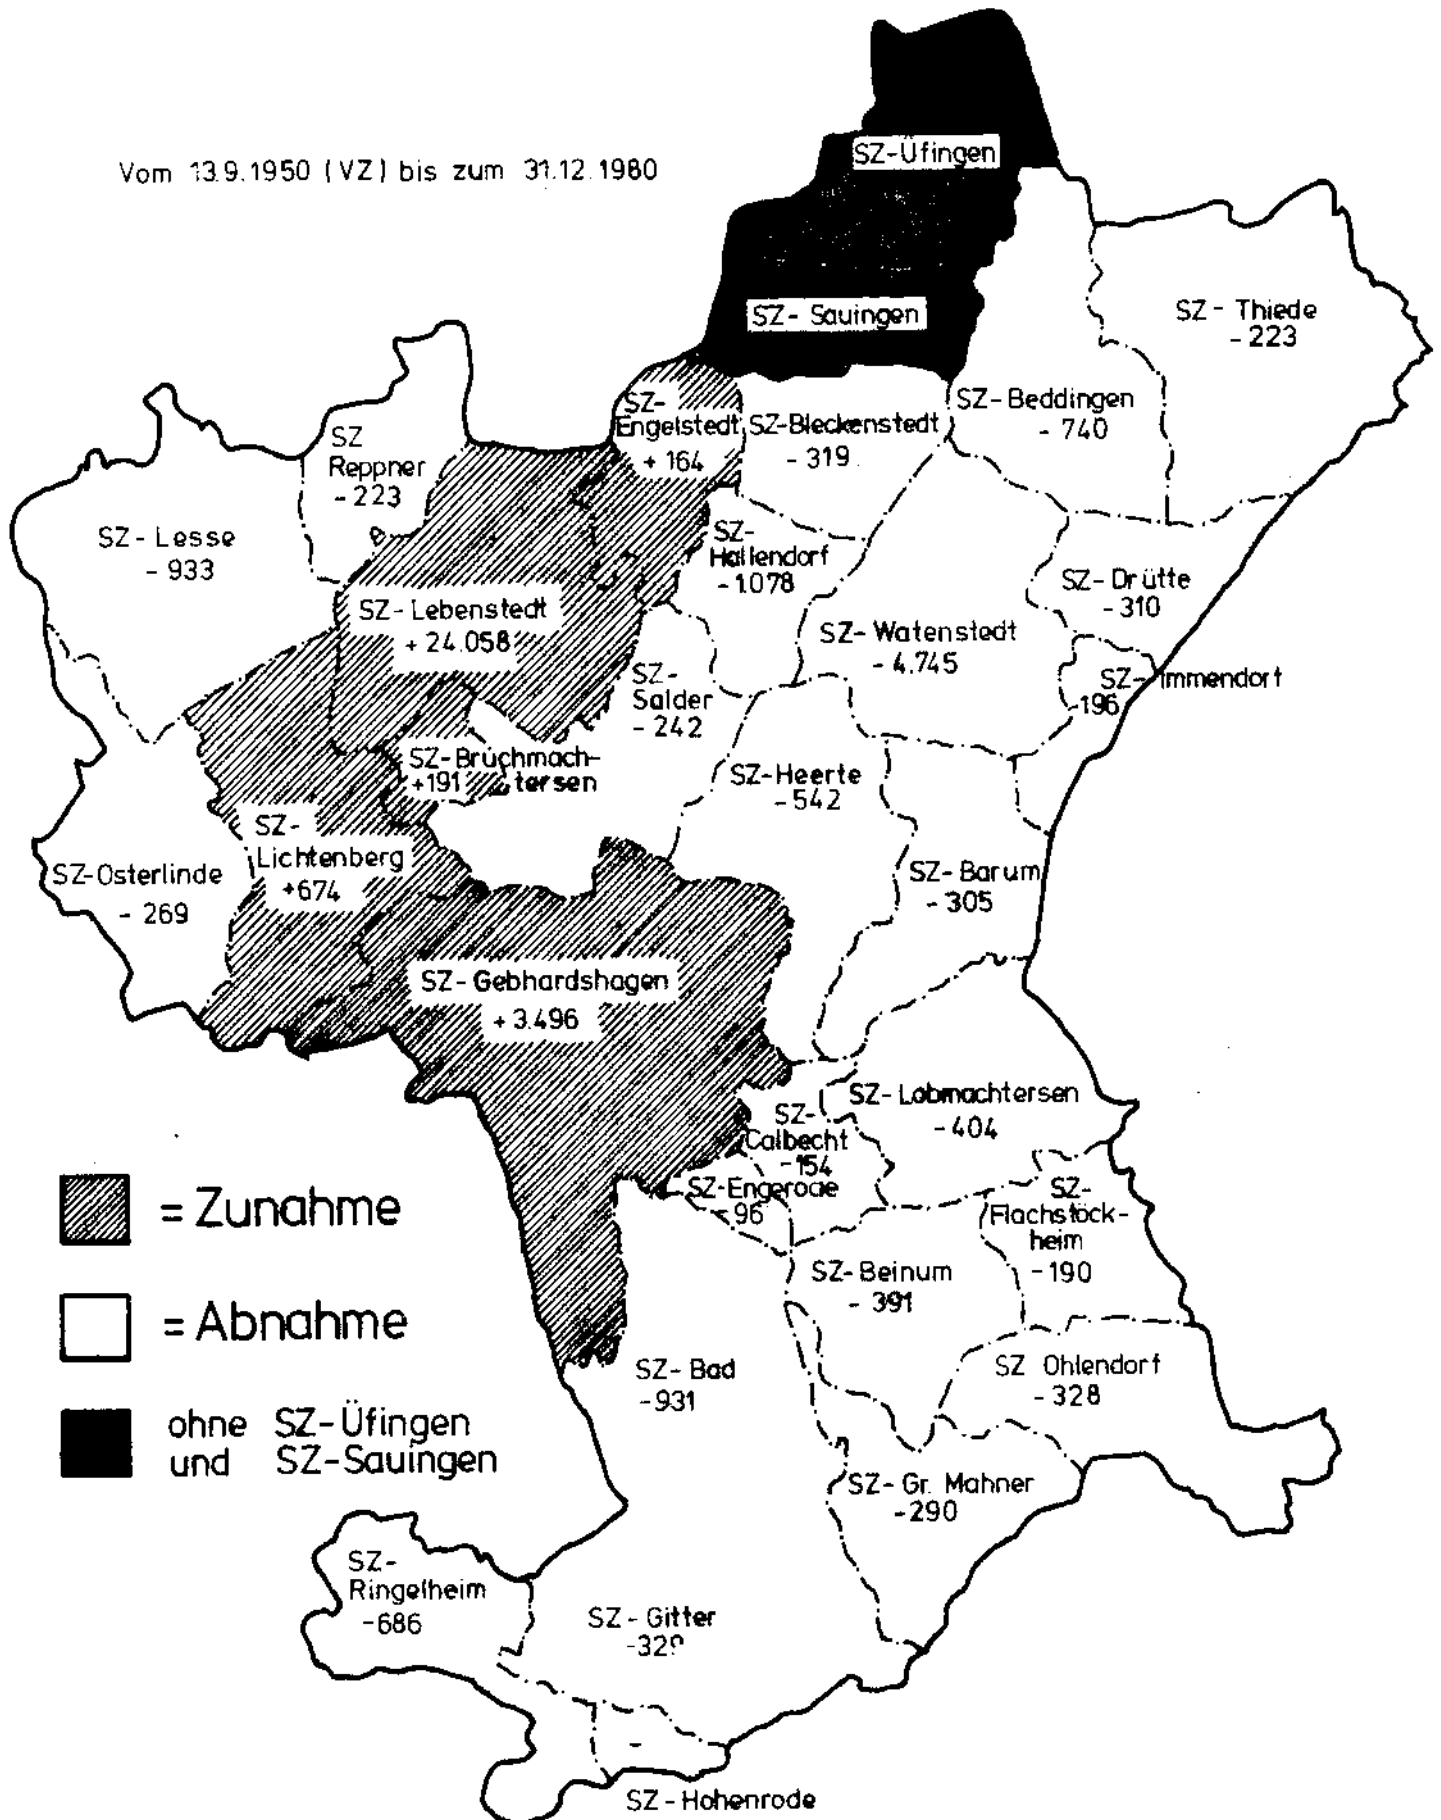 Vom 13.9.1950 (VZ) bis zum 31.12.1980
SZ-Üfingen
SZ-Sauingen
SZ-Thiede
-223
SZ-Beddingen
-740
SZ-
Engelstedt
+164
SZ-Bleckenstedt
-319
SZ
Reppner
-223
SZ-Lesse
-933
SZ-
Hallendorf
-1.078
SZ-Drütte
-310
SZ-Lebenstedt
+24.058
SZ-Watenstedt
-4.745
SZ-Immendorf
-196
SZ-
Salder
-242
SZ-Bruchmach-
tersen
+191
SZ-Heerte
-542
SZ-
Lichtenberg
+674
SZ-Osterlinde
-269
SZ-Barum
-305
SZ-Gebhardshagen
+3.496
SZ-Lobmachtersen
-404
SZ-
Calbecht
-154
SZ-Engerode
-96
SZ-
Flachstöck-
heim
-190
SZ-Beinum
-391
= Zunahme
= Abnahme
ohne SZ-Üfingen
und SZ-Sauingen
SZ-Bad
-931
SZ Ohlendorf
-328
SZ-Gr. Mahner
-290
SZ-
Ringelheim
-686
SZ-Gitter
SZ-Hohenrode